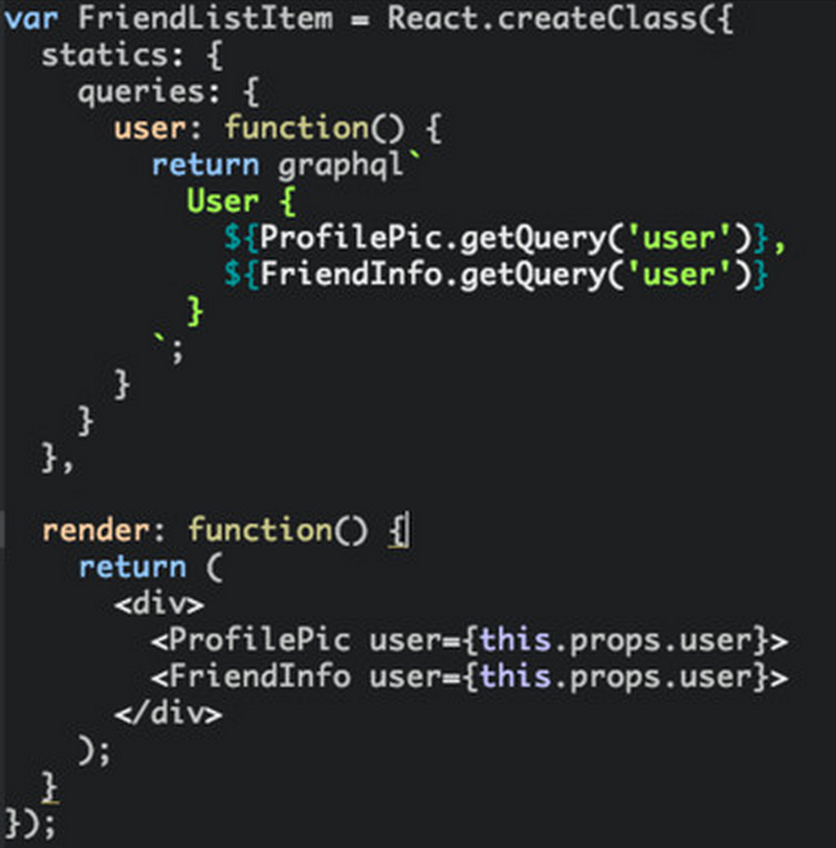 var FriendListItem = React.createClass({
  statics: {
    queries: {
      user: function() {
        return graphql`
          User {
            ${ProfilePic.getQuery('user')},
            ${FriendInfo.getQuery('user')}
          }
        `;
      }
    }
  },

  render: function() {
    return (
      <div>
        <ProfilePic user={this.props.user}>
        <FriendInfo user={this.props.user}>
      </div>
    );
  }
});